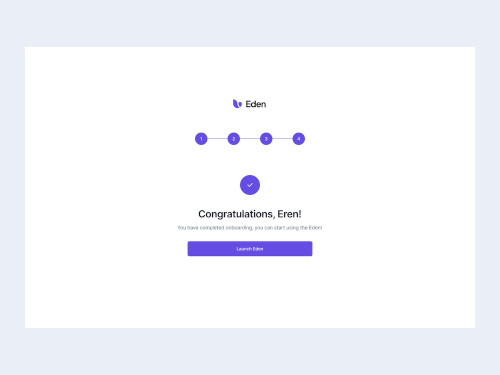 Eden
1 2 3 4
Congratulations, Eren!
You have completed onboarding, you can start using the Eden!
Launch Eden